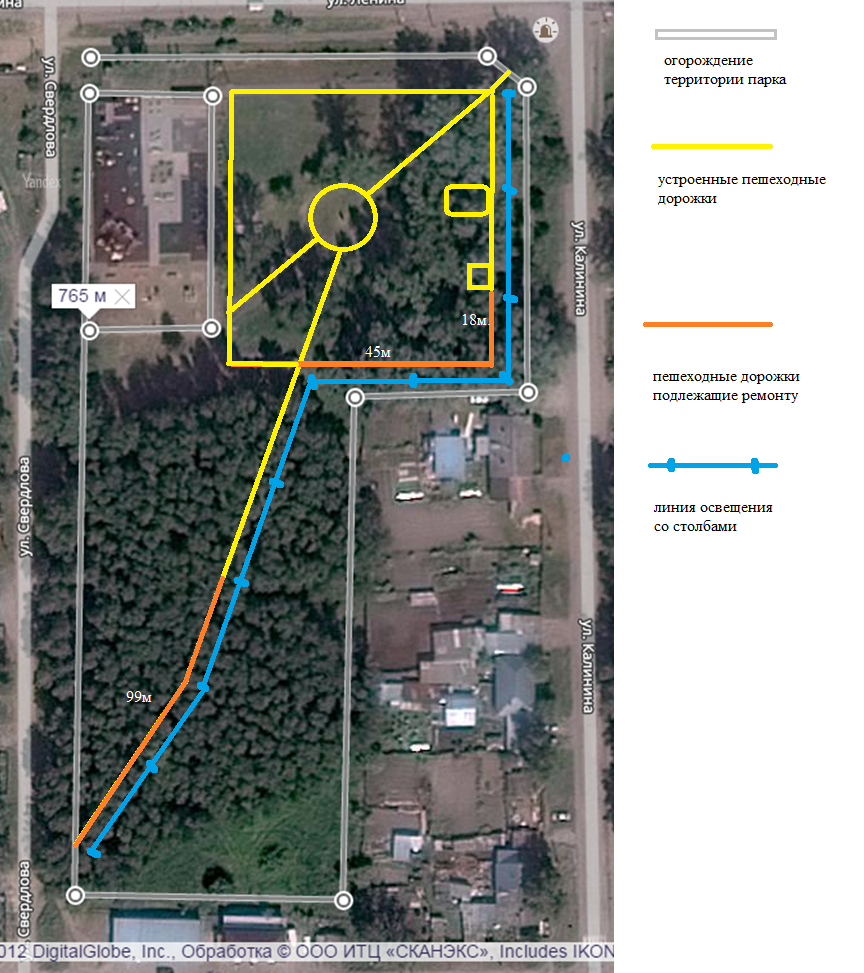 ина
ул. Ленина
ул. Свердлова
Yandex
765 м
ул. Калинина
18м.
45м
ул. Свердлова
ул. Калинина
99м
Свердлова
012 DigitalGlobe, Inc., Обработка © ООО ИТЦ «СКАНЭКС», Includes IKON
огорождение
территории парка
устроенные пешеходные
дорожки
пешеходные дорожки
подлежащие ремонту
линия освещения
со столбами